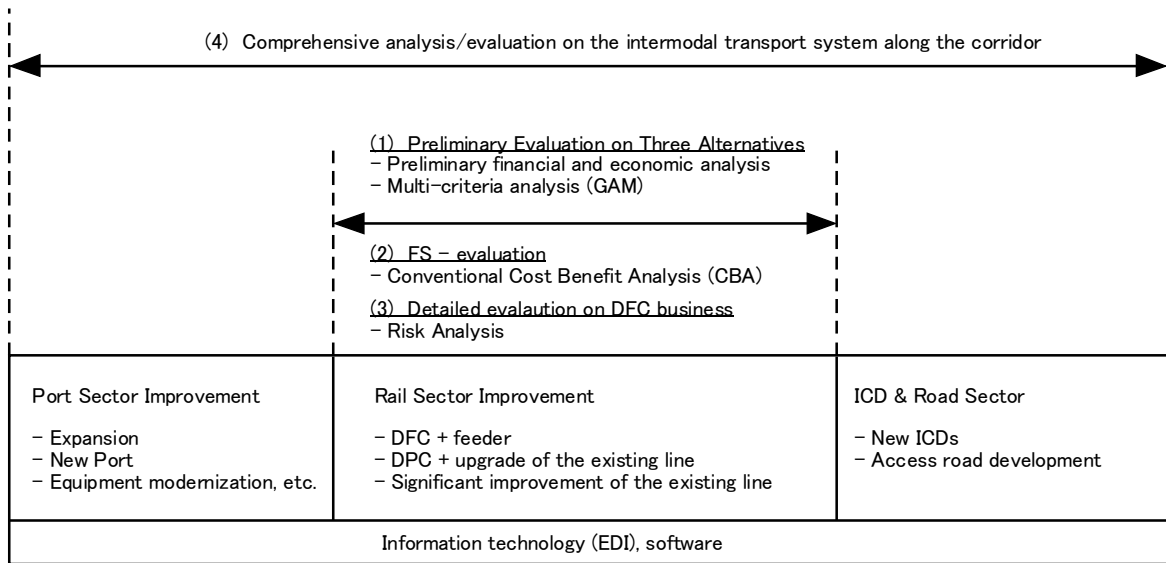 (4) Comprehensive analysis/evaluation on the intermodal transport system along the corridor
(1) Preliminary Evaluation on Three Alternatives
- Preliminary financial and economic analysis
- Multi-criteria analysis (GAM)
(2) FS - evaluation
- Conventional Cost Benefit Analysis (CBA)
(3) Detailed evalaution on DFC business
- Risk Analysis
Port Sector Improvement
- Expansion
- New Port
- Equipment modernization, etc.
Rail Sector Improvement
- DFC + feeder
- DPC + upgrade of the existing line
- Significant improvement of the existing line
ICD & Road Sector
- New ICDs
- Access road development
Information technology (EDI), software